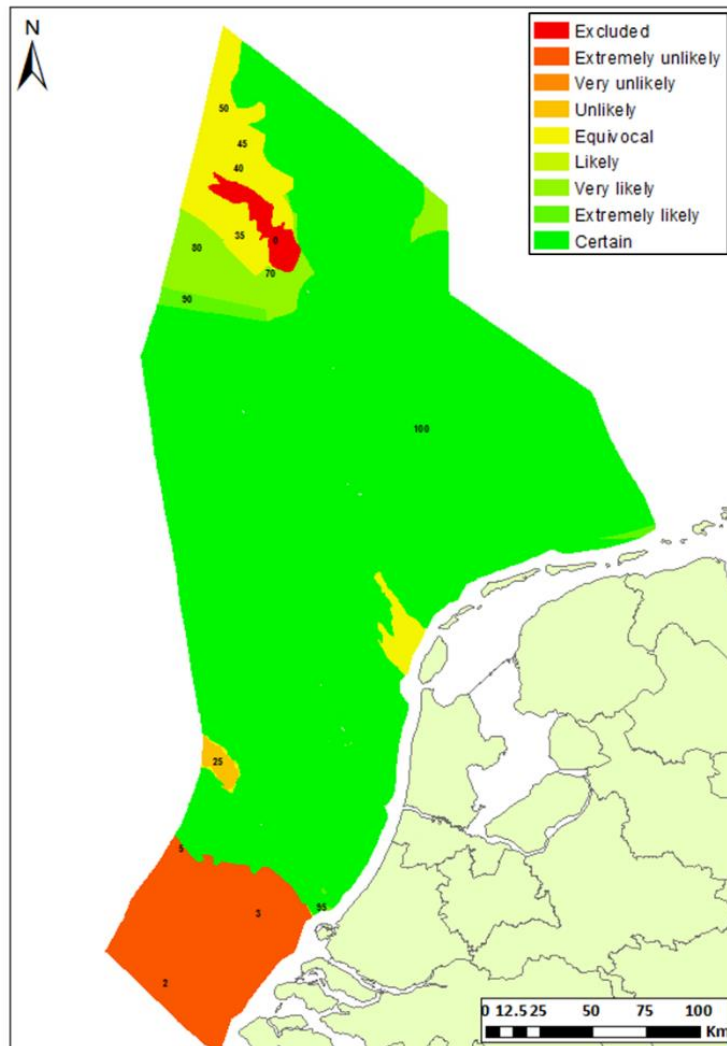 N
Excluded
Extremely unlikely
Very unlikely
Unlikely
Equivocal
Likely
Very likely
Extremely likely
Certain
50
45
40
35
0
80
70
90
100
25
5
95
3
2
0 12.5 25 50 75 100
Km